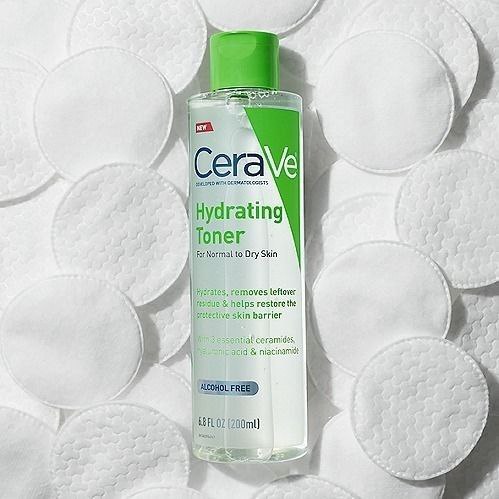 NEW
CeraVe
DEVELOPED WITH DERMATOLOGISTS
Hydrating
Toner
For Normal to Dry Skin
Hydrates, removes leftover
residue & helps restore the
protective skin barrier
With 3 essential ceramides,
hyaluronic acid & niacinamide
ALCOHOL FREE
6.8 FL OZ (200ml)